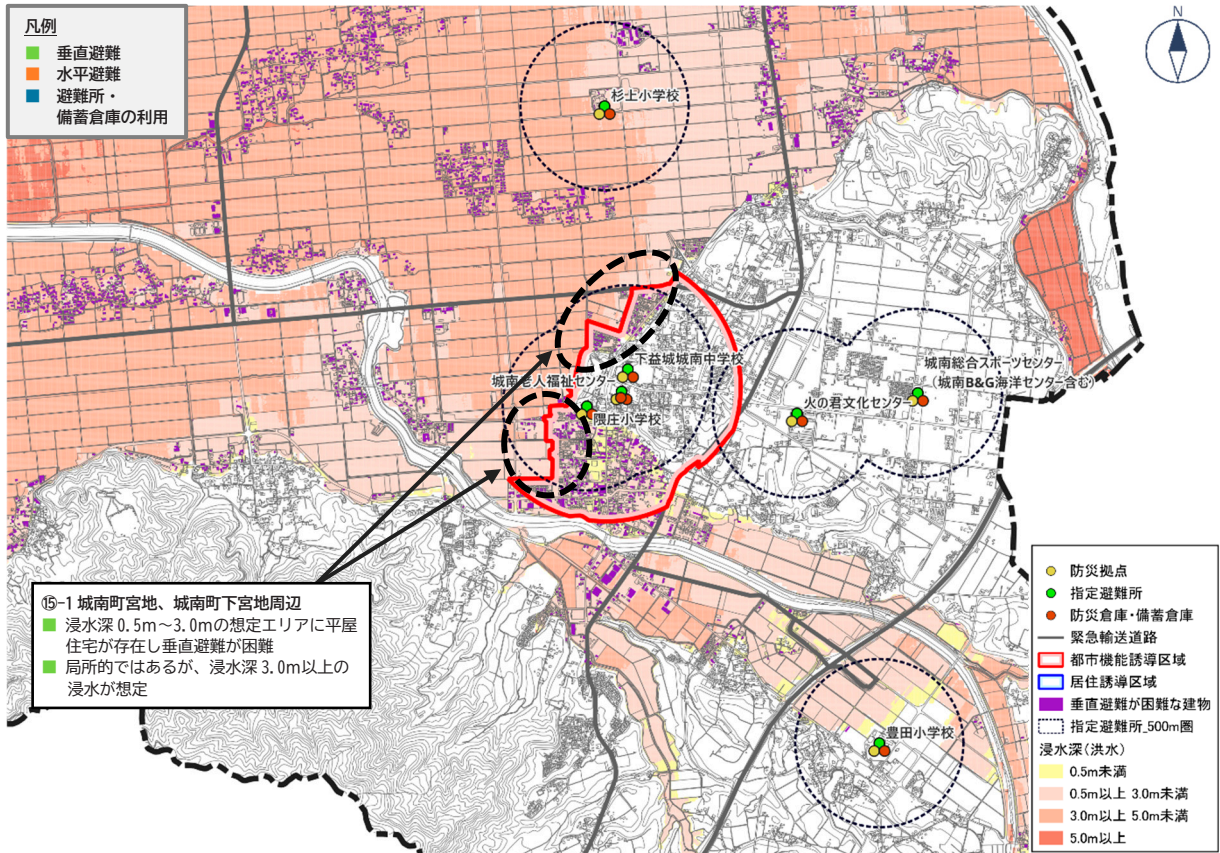 凡例
垂直避難
水平避難
避難所・
備蓄倉庫の利用
N
杉上小学校
下益城城南中学校
城南老人福祉センター
隈庄小学校
城南総合スポーツセンター
(城南B&G海洋センター含む)
火の君文化センター
豊田小学校
⑮-1 城南町宮地、城南町下宮地周辺
浸水深 0.5m～3.0mの想定エリアに平屋
住宅が存在し垂直避難が困難
局所的ではあるが、浸水深 3.0m以上の
浸水が想定
防災拠点
指定避難所
防災倉庫・備蓄倉庫
緊急輸送道路
都市機能誘導区域
居住誘導区域
垂直避難が困難な建物
指定避難所_500m圏
浸水深(洪水)
0.5m未満
0.5m以上 3.0m未満
3.0m以上 5.0m未満
5.0m以上